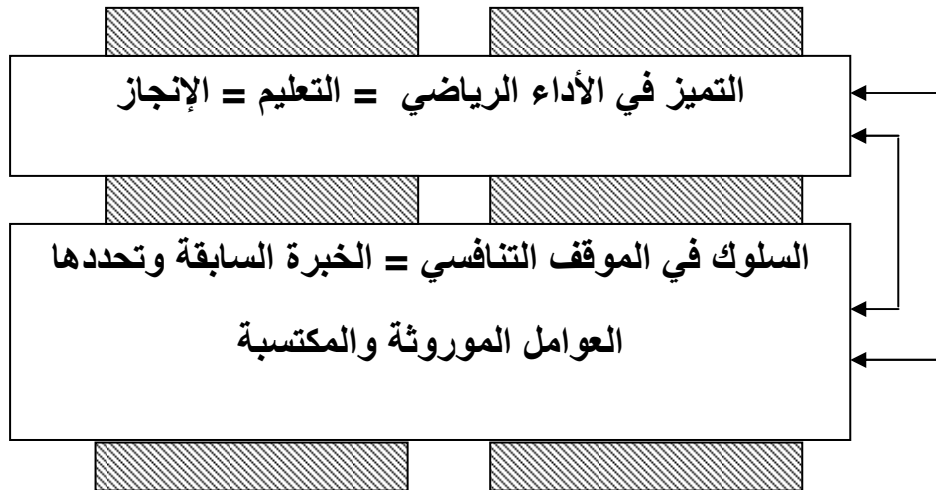 التميز في الأداء الرياضي = التعليم = الإنجاز
السلوك في الموقف التنافسي = الخبرة السابقة وتحددها
العوامل الموروثة والمكتسبة